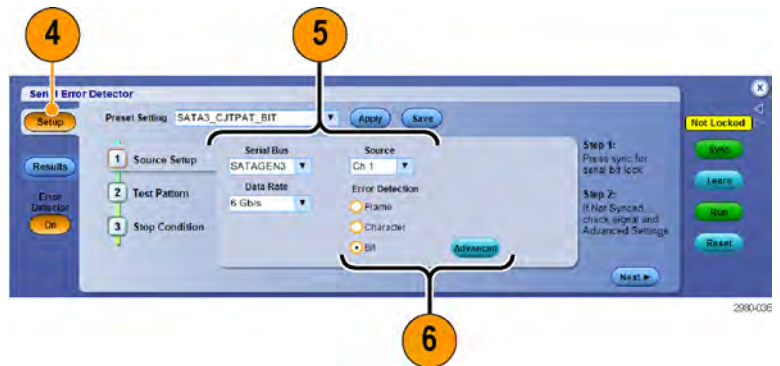 4
5
Serial Error Detector
X
Setup
Preset Setting
SATA3_CJTPAT_BIT
Apply
Save
Not Locked
Results
Error
Detector
On
1 Source Setup
2 Test Pattern
3 Stop Condition
Serial Bus
SATAGEN3
Data Rate
6 Gb/s
Source
Ch 1
Error Detection
Frame
Character
Bit
Advanced
Step 1:
Press sync for
serial bit lock
Step 2:
If Not Synced,
check signal and
Advanced Settings
Next
Sync
Learn
Run
Reset
2980-035
6